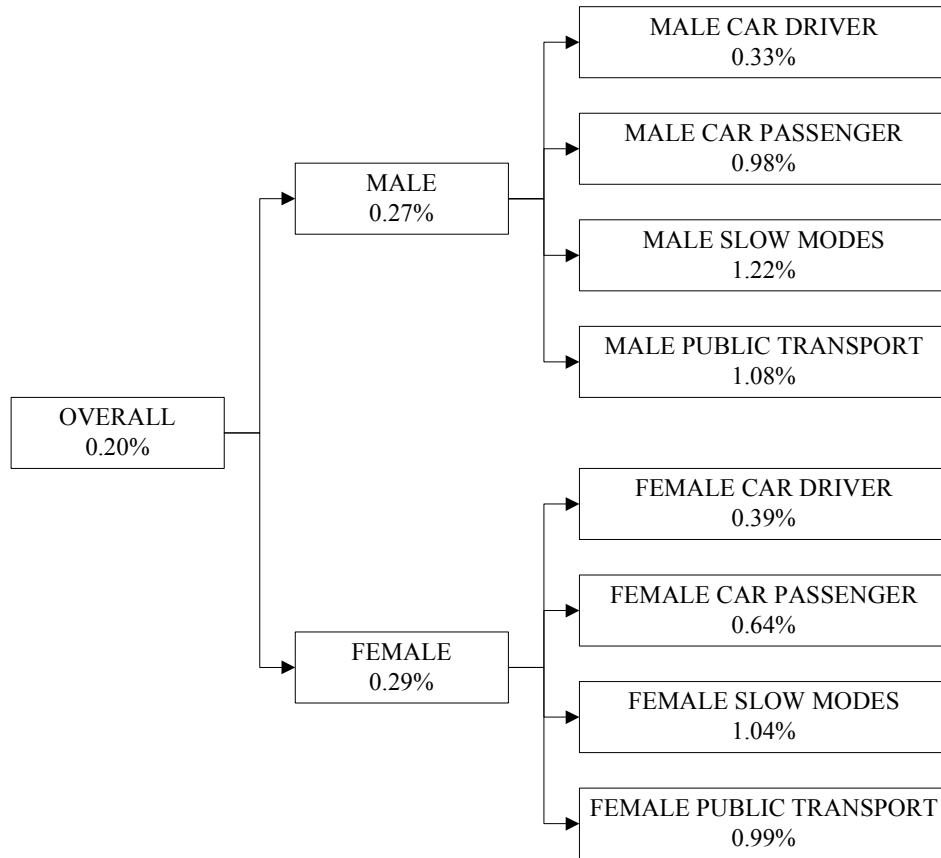 OVERALL
0.20%
MALE
0.27%
MALE CAR DRIVER
0.33%
MALE CAR PASSENGER
0.98%
MALE SLOW MODES
1.22%
MALE PUBLIC TRANSPORT
1.08%
FEMALE
0.29%
FEMALE CAR DRIVER
0.39%
FEMALE CAR PASSENGER
0.64%
FEMALE SLOW MODES
1.04%
FEMALE PUBLIC TRANSPORT
0.99%